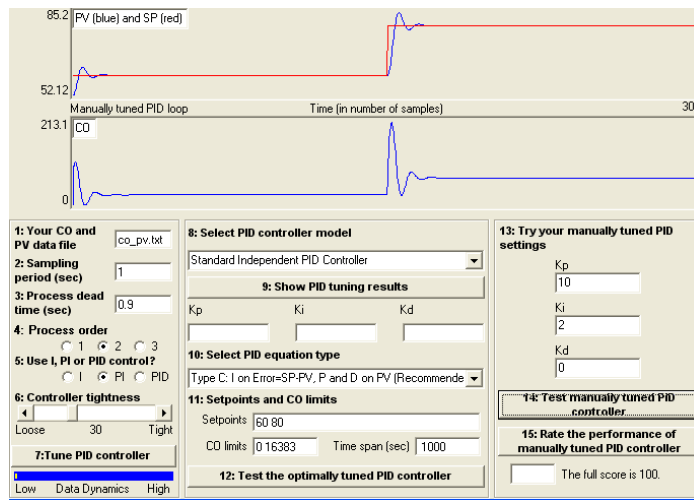 85.2
PV (blue) and SP (red)
52.12
Manually tuned PID loop
Time (in number of samples)
30
213.1
CO
0
1: Your CO and PV data file
co_pv.txt
2: Sampling period (sec)
1
3: Process dead time (sec)
0.9
4: Process order
1 2 3
5: Use I, PI or PID control?
I PI PID
6: Controller tightness
Loose 30 Tight
7:Tune PID controller
Low Data Dynamics High
8: Select PID controller model
Standard Independent PID Controller
9: Show PID tuning results
Kp Ki Kd
10: Select PID equation type
Type C: I on Error=SP-PV, P and D on PV (Recommende
11: Setpoints and CO limits
Setpoints 60 80
CO limits 0 16383 Time span (sec) 1000
12: Test the optimally tuned PID controller
13: Try your manually tuned PID settings
Kp
10
Ki
2
Kd
0
14: Test manually tuned PID controller
15: Rate the performance of manually tuned PID controller
The full score is 100.